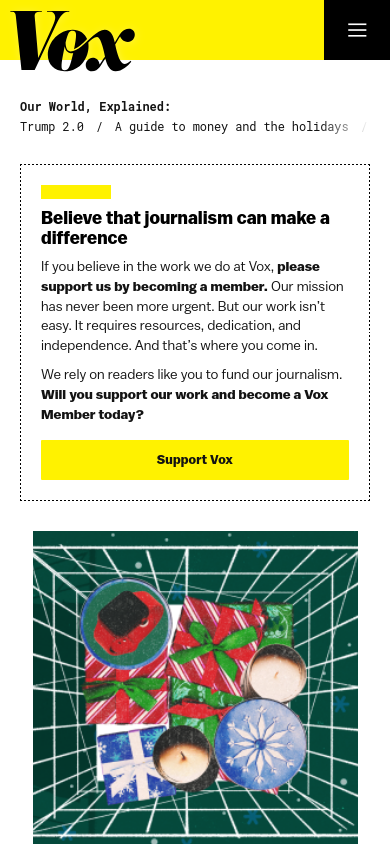 Vox
Our World, Explained:
Trump 2.0 / A guide to money and the holidays /
Believe that journalism can make a
difference
If you believe in the work we do at Vox, please
support us by becoming a member. Our mission
has never been more urgent. But our work isn't
easy. It requires resources, dedication, and
independence. And that's where you come in.
We rely on readers like you to fund our journalism.
Will you support our work and become a Vox
Member today?
Support Vox